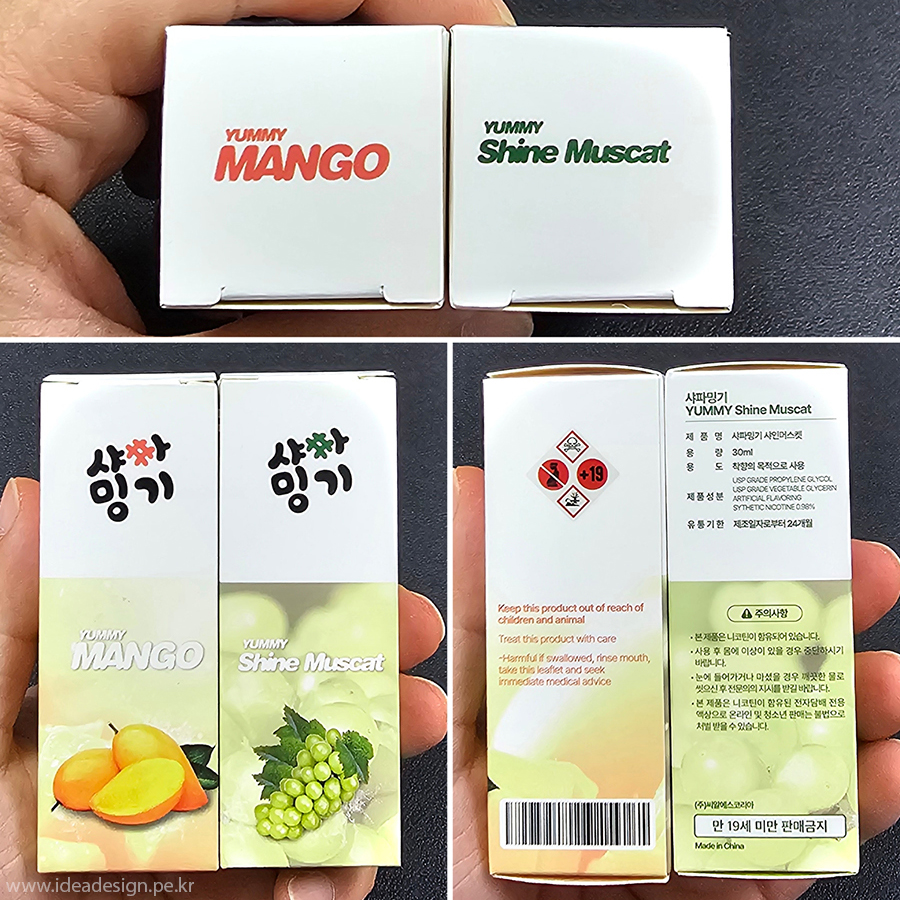 YUMMY
MANGO
YUMMY
Shine Muscat
샤파
밍기
YUMMY
MANGO
샤파
밍기
YUMMY
Shine Muscat
+19
Keep this product out of reach of
children and animal
Treat this product with care
-Harmful if swallowed, rinse mouth,
take this leaflet and seek
immediate medical advice
샤파밍기
YUMMY Shine Muscat
제 품 명 샤파밍기 샤인머스켓
용 량 30ml
용 도 착향의 목적으로 사용
제품성분 USP GRADE PROPYLENE GLYCOL
USP GRADE VEGETABLE GLYCERIN
ARTIFICIAL FLAVORING
SYTHETIC NICOTINE 0.98%
유통기한 제조일자로부터 24개월
주의사항
• 본 제품은 니코틴이 함유되어 있습니다.
• 사용 후 몸에 이상이 있을 경우 중단하시기
바랍니다.
• 눈에 들어가거나 마셨을 경우 깨끗한 물로
씻으신 후 전문의의 지시를 받길 바랍니다.
• 본 제품은 니코틴이 함유된 전자담배 전용
액상으로 온라인 및 청소년 판매는 불법으로
처벌 받을 수 있습니다.
(주)씨알에스코리아
만 19세 미만 판매금지
Made in China
www.ideadesign.pe.kr